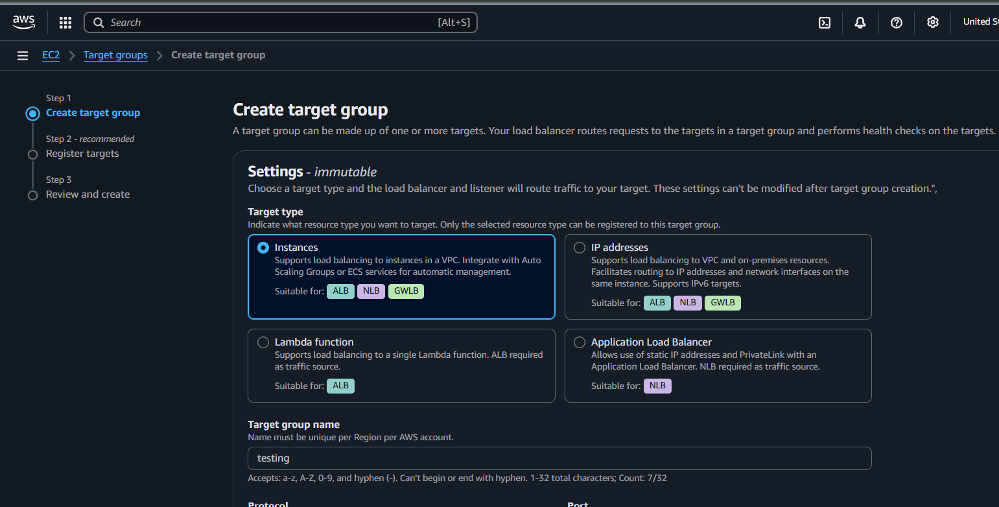 aws
Search [Alt+S]
United St
EC2 > Target groups > Create target group
Step 1
Create target group
Step 2 - recommended
Register targets
Step 3
Review and create
Create target group
A target group can be made up of one or more targets. Your load balancer routes requests to the targets in a target group and performs health checks on the targets.
Settings - immutable
Choose a target type and the load balancer and listener will route traffic to your target. These settings can't be modified after target group creation.",
Target type
Indicate what resource type you want to target. Only the selected resource type can be registered to this target group.
Instances
Supports load balancing to instances in a VPC. Integrate with Auto
Scaling Groups or ECS services for automatic management.
Suitable for: ALB NLB GWLB
IP addresses
Supports load balancing to VPC and on-premises resources.
Facilitates routing to IP addresses and network interfaces on the
same instance. Supports IPv6 targets.
Suitable for: ALB NLB GWLB
Lambda function
Supports load balancing to a single Lambda function. ALB required
as traffic source.
Suitable for: ALB
Application Load Balancer
Allows use of static IP addresses and PrivateLink with an
Application Load Balancer. NLB required as traffic source.
Suitable for: NLB
Target group name
Name must be unique per Region per AWS account.
testing
Accepts: a-z, A-Z, 0-9, and hyphen (-). Can't begin or end with hyphen. 1-32 total characters; Count: 7/32
Protocol
Port